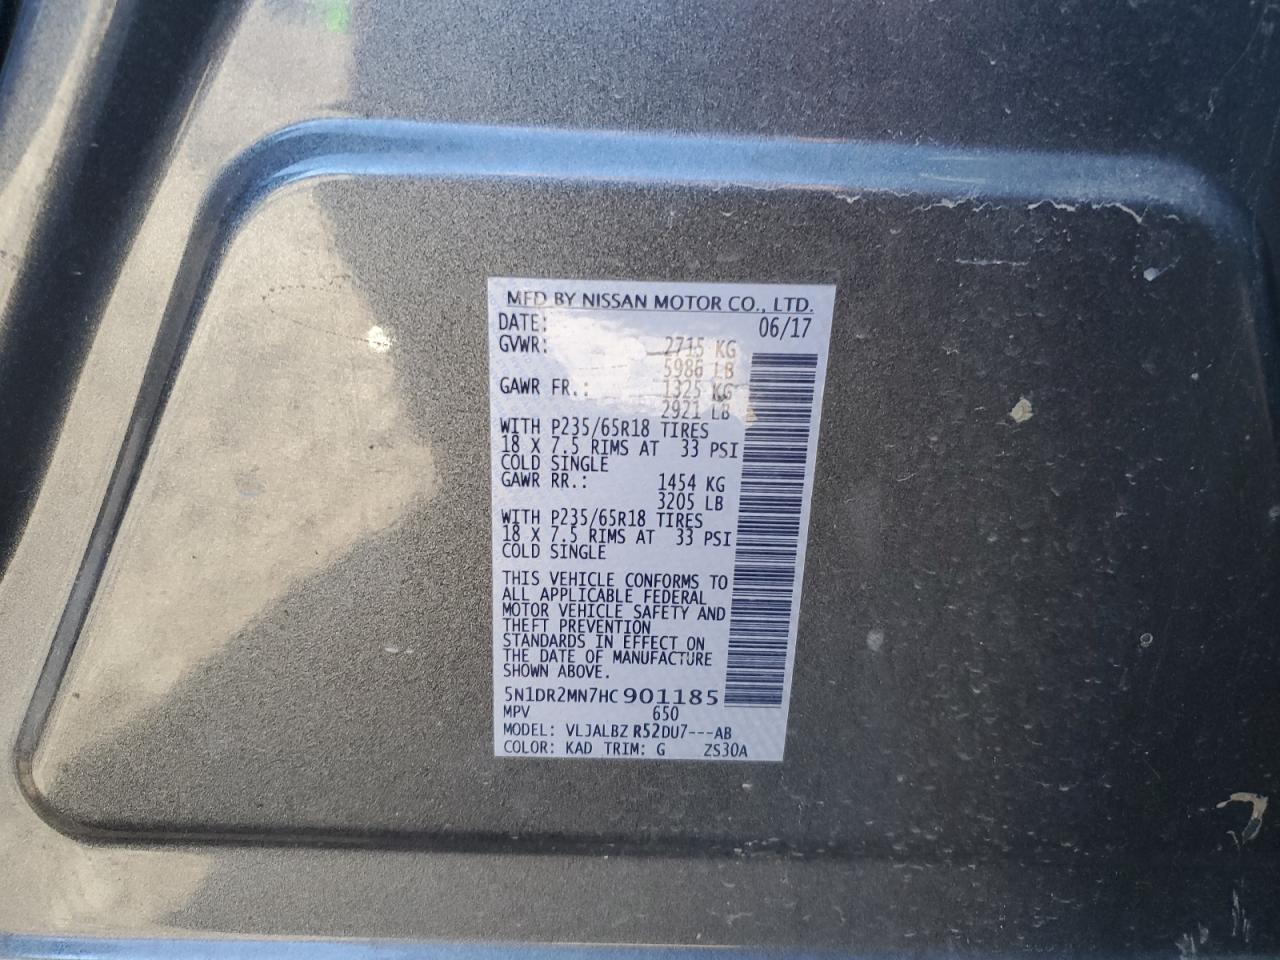 MFD BY NISSAN MOTOR CO., LTD.
DATE: 06/17
GVWR: 2715 KG
5986 LB
GAWR FR.: 1325 KG
2921 LB
WITH P235/65R18 TIRES
18 X 7.5 RIMS AT 33 PSI
COLD SINGLE
GAWR RR.: 1454 KG
3205 LB
WITH P235/65R18 TIRES
18 X 7.5 RIMS AT 33 PSI
COLD SINGLE
THIS VEHICLE CONFORMS TO
ALL APPLICABLE FEDERAL
MOTOR VEHICLE SAFETY AND
THEFT PREVENTION
STANDARDS IN EFFECT ON
THE DATE OF MANUFACTURE
SHOWN ABOVE.
5N1DR2MN7HC901185
MPV 650
MODEL: VLJALBZ R52DU7---AB
COLOR: KAD TRIM: G ZS30A